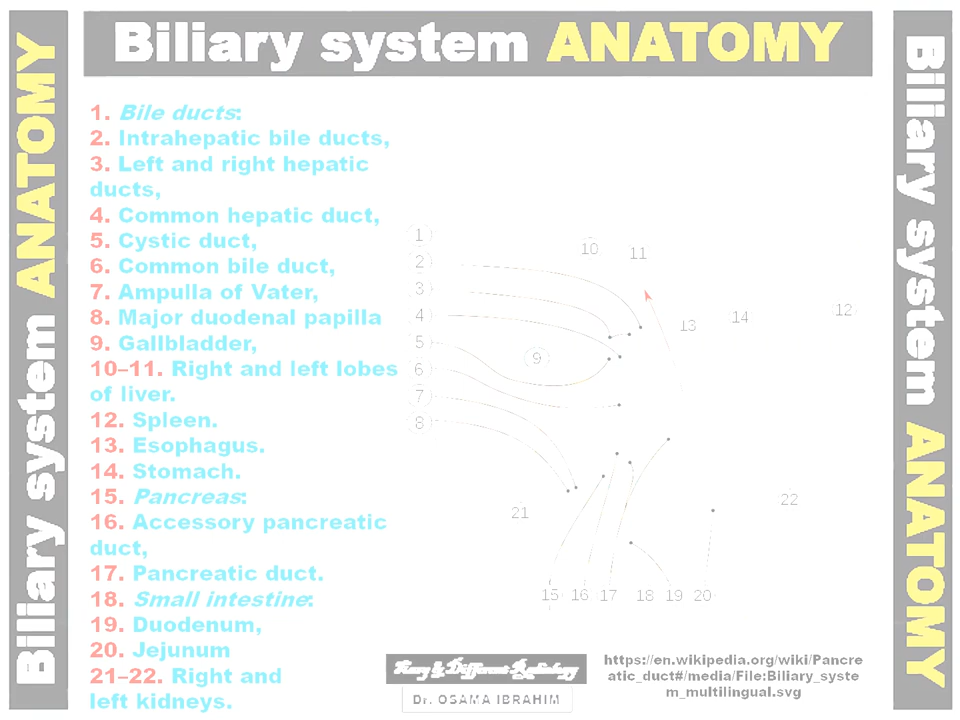 Biliary system ANATOMY
Biliary system ANATOMY
Biliary system ANATOMY
1. Bile ducts:
2. Intrahepatic bile ducts,
3. Left and right hepatic
ducts,
4. Common hepatic duct,
5. Cystic duct,
6. Common bile duct,
7. Ampulla of Vater,
8. Major duodenal papilla
9. Gallbladder,
10–11. Right and left lobes
of liver.
12. Spleen.
13. Esophagus.
14. Stomach.
15. Pancreas:
16. Accessory pancreatic
duct,
17. Pancreatic duct.
18. Small intestine:
19. Duodenum,
20. Jejunum
21–22. Right and
left kidneys.
1
2
3
4
5
6
7
8
9
10
11
12
13
14
21
22
15 16 17 18 19 20
Easy & Different Radiology
Dr. OSAMA IBRAHIM
https://en.wikipedia.org/wiki/Pancre
atic_duct#/media/File:Biliary_syste
m_multilingual.svg